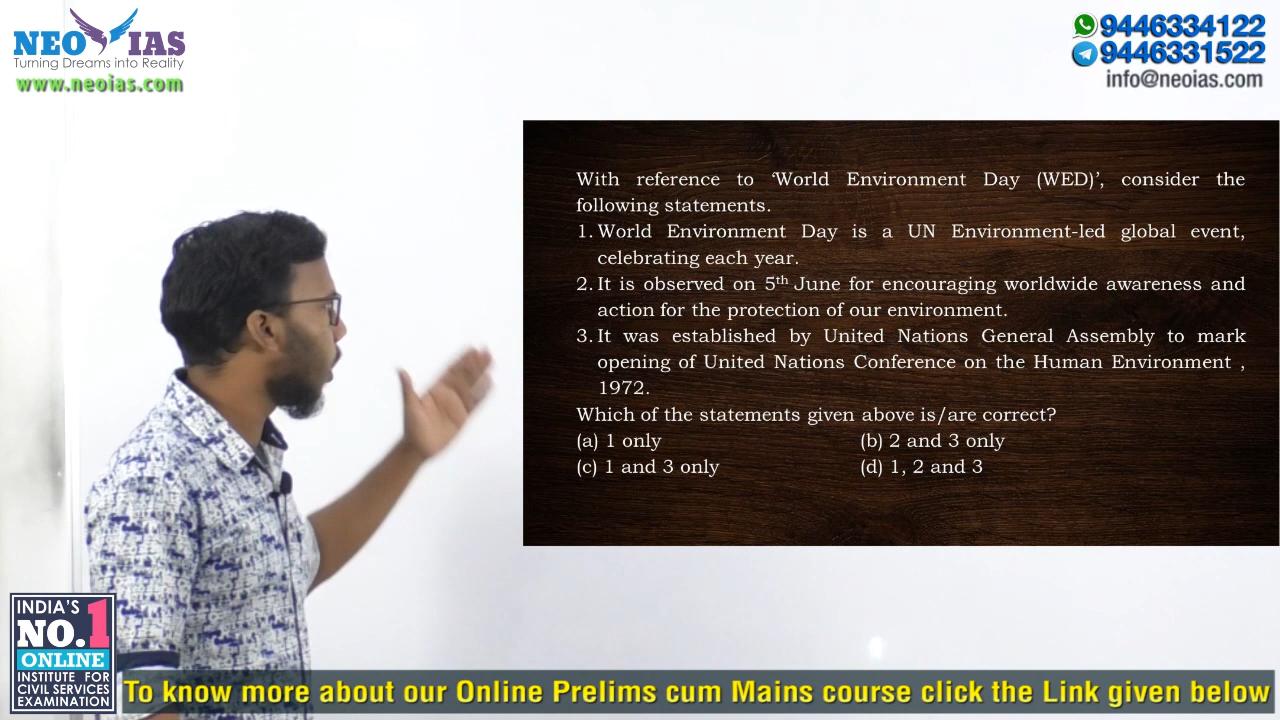 NEO IAS
Turning Dreams into Reality
www.neoias.com
9446334122
9446331522
info@neoias.com
With reference to ‘World Environment Day (WED)’, consider the
following statements.
1. World Environment Day is a UN Environment-led global event,
celebrating each year.
2. It is observed on 5th June for encouraging worldwide awareness and
action for the protection of our environment.
3. It was established by United Nations General Assembly to mark
opening of United Nations Conference on the Human Environment ,
1972.
Which of the statements given above is/are correct?
(a) 1 only (b) 2 and 3 only
(c) 1 and 3 only (d) 1, 2 and 3
INDIA'S
NO.1
ONLINE
INSTITUTE FOR
CIVIL SERVICES
EXAMINATION
To know more about our Online Prelims cum Mains course click the Link given below